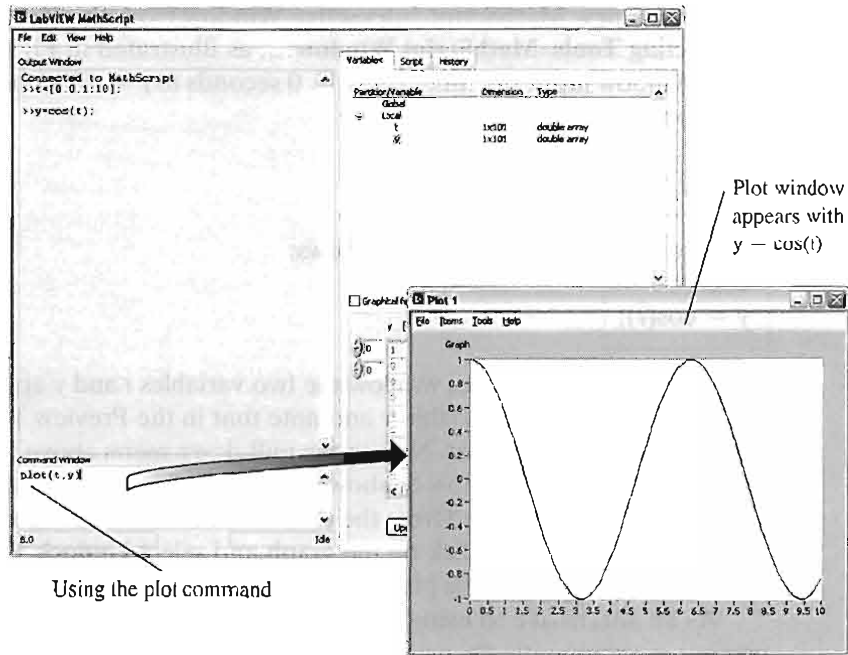 LabVIEW MathScript
File Edit View Help
Output Window
Connected to MathScript
>>t=[0:0.1:10];
>>y=cos(t);
Variables Script History
Partition/Variable Dimension Type
Global
Local
t 1x101 double array
y 1x101 double array
Command Window
plot(t,y)
8.0 Idle
Plot window
appears with
y = cos(t)
Plot 1
File Items Tools Help
Graph
1
0.8
0.6
0.4
0.2
0
-0.2
-0.4
-0.6
-0.8
-1
0 0.5 1 1.5 2 2.5 3 3.5 4 4.5 5 5.5 6 6.5 7 7.5 8 8.5 9 9.5 10
Using the plot command